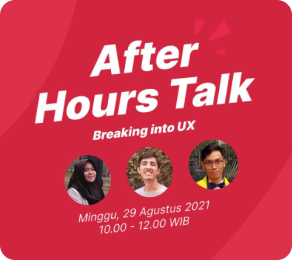 After
Hours Talk
Breaking into UX
Minggu, 29 Agustus 2021
10.00 - 12.00 WIB